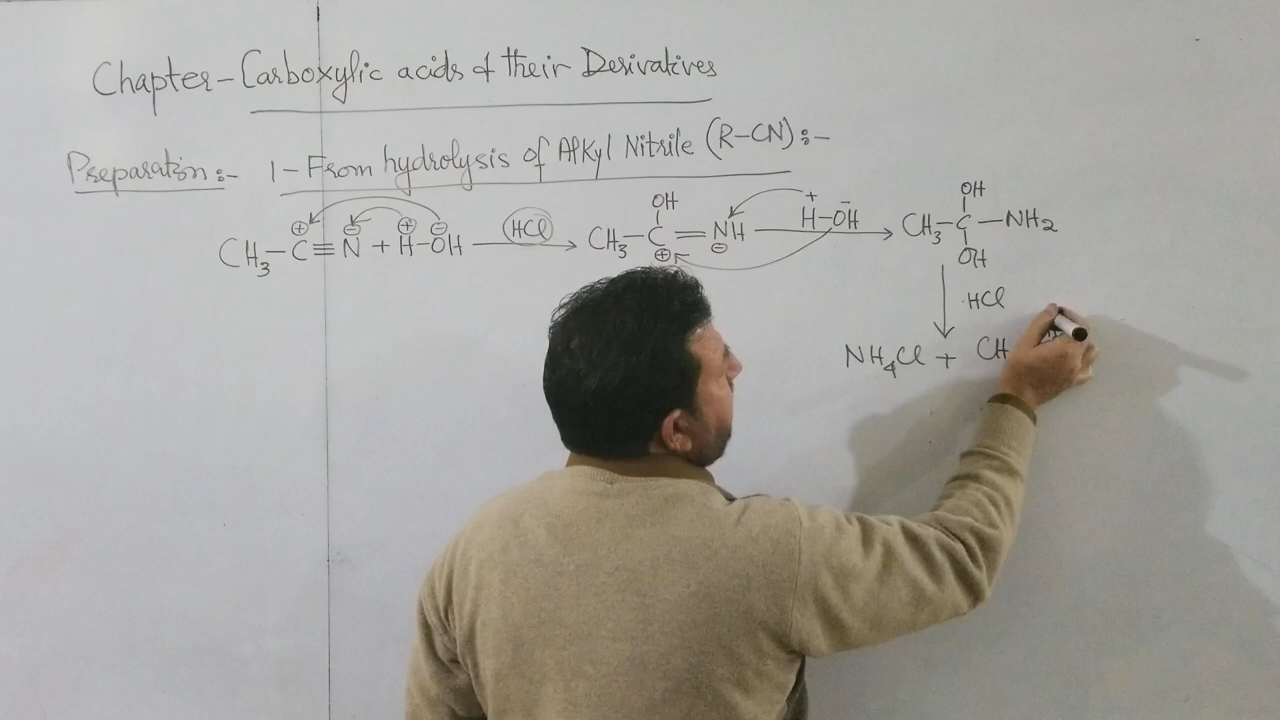 Chapter-Carboxylic acids & their Derivatives
Preparation:- 1-From hydrolysis of Alkyl Nitrile (R-CN):-
CH₃-C≡N + H-OH HCl CH₃-C=NH H-OH CH₃-C-NH₂
⊕ ⊖ ⊕ ⊖ OH ⊕ ⊖ + - OH OH
HCl
NH₄Cl + CH